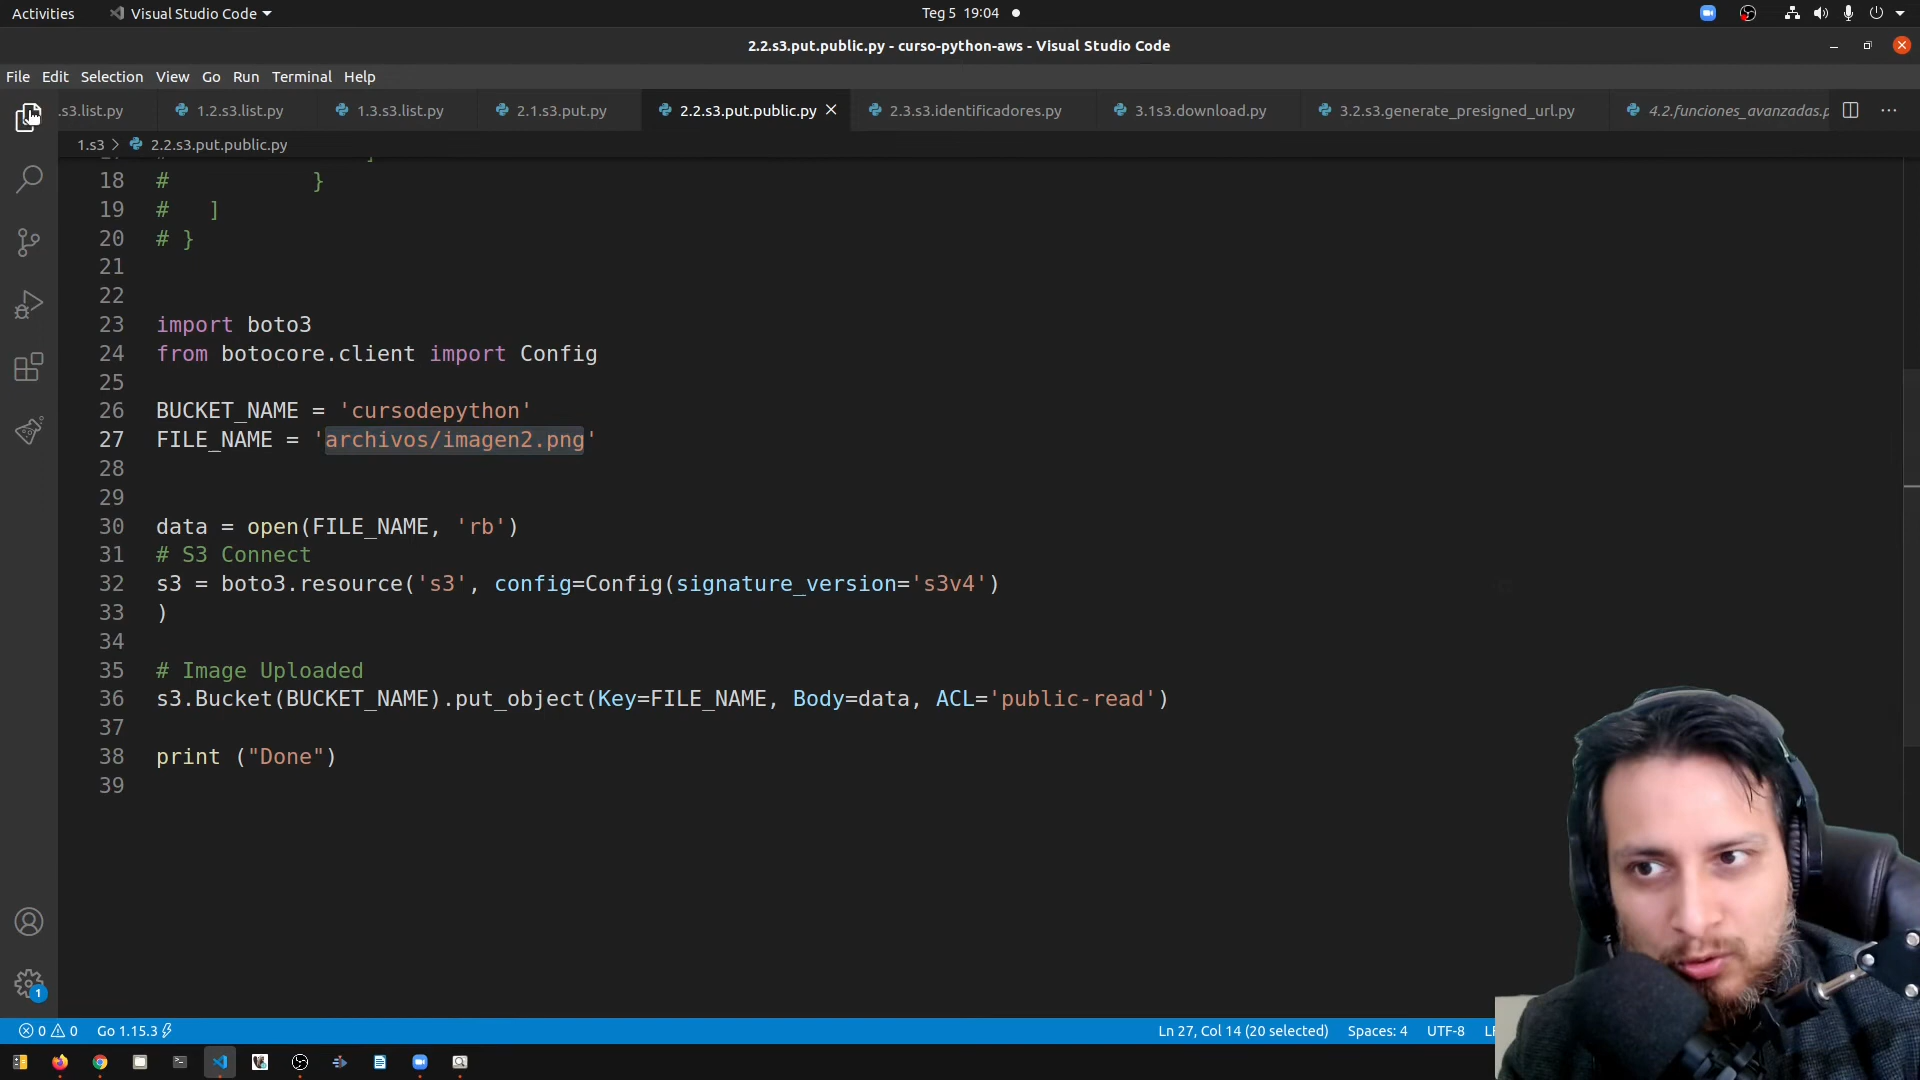 Activities
Visual Studio Code
Teg 5 19:04
2.2.s3.put.public.py - curso-python-aws - Visual Studio Code
File Edit Selection View Go Run Terminal Help
.s3.list.py
1.2.s3.list.py
1.3.s3.list.py
2.1.s3.put.py
2.2.s3.put.public.py
2.3.s3.identificadores.py
3.1s3.download.py
3.2.s3.generate_presigned_url.py
4.2.funciones_avanzadas.p
1.s3 > 2.2.s3.put.public.py
18 # }
19 # ]
20 # }
21
22
23 import boto3
24 from botocore.client import Config
25
26 BUCKET_NAME = 'cursodepython'
27 FILE_NAME = 'archivos/imagen2.png'
28
29
30 data = open(FILE_NAME, 'rb')
31 # S3 Connect
32 s3 = boto3.resource('s3', config=Config(signature_version='s3v4')
33 )
34
35 # Image Uploaded
36 s3.Bucket(BUCKET_NAME).put_object(Key=FILE_NAME, Body=data, ACL='public-read')
37
38 print ("Done")
39
1
0 0 Go 1.15.3
Ln 27, Col 14 (20 selected) Spaces: 4 UTF-8